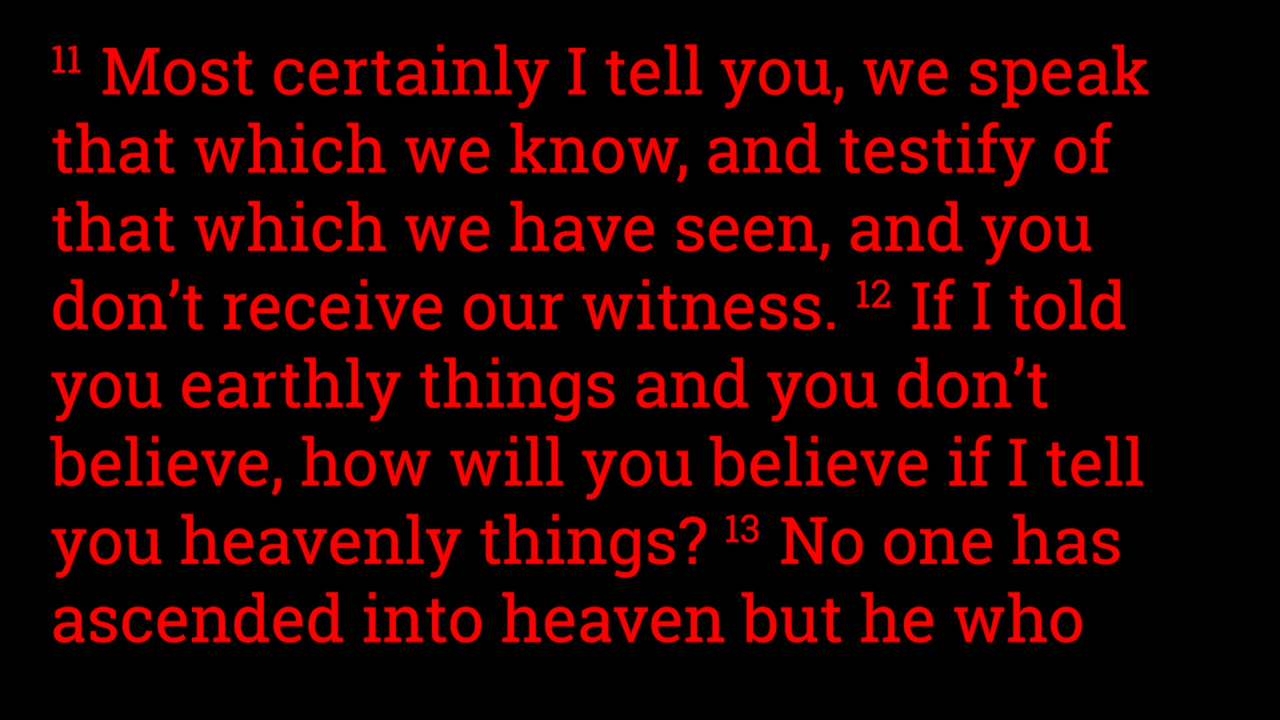 11 Most certainly I tell you, we speak
that which we know, and testify of
that which we have seen, and you
don’t receive our witness. 12 If I told
you earthly things and you don’t
believe, how will you believe if I tell
you heavenly things? 13 No one has
ascended into heaven but he who